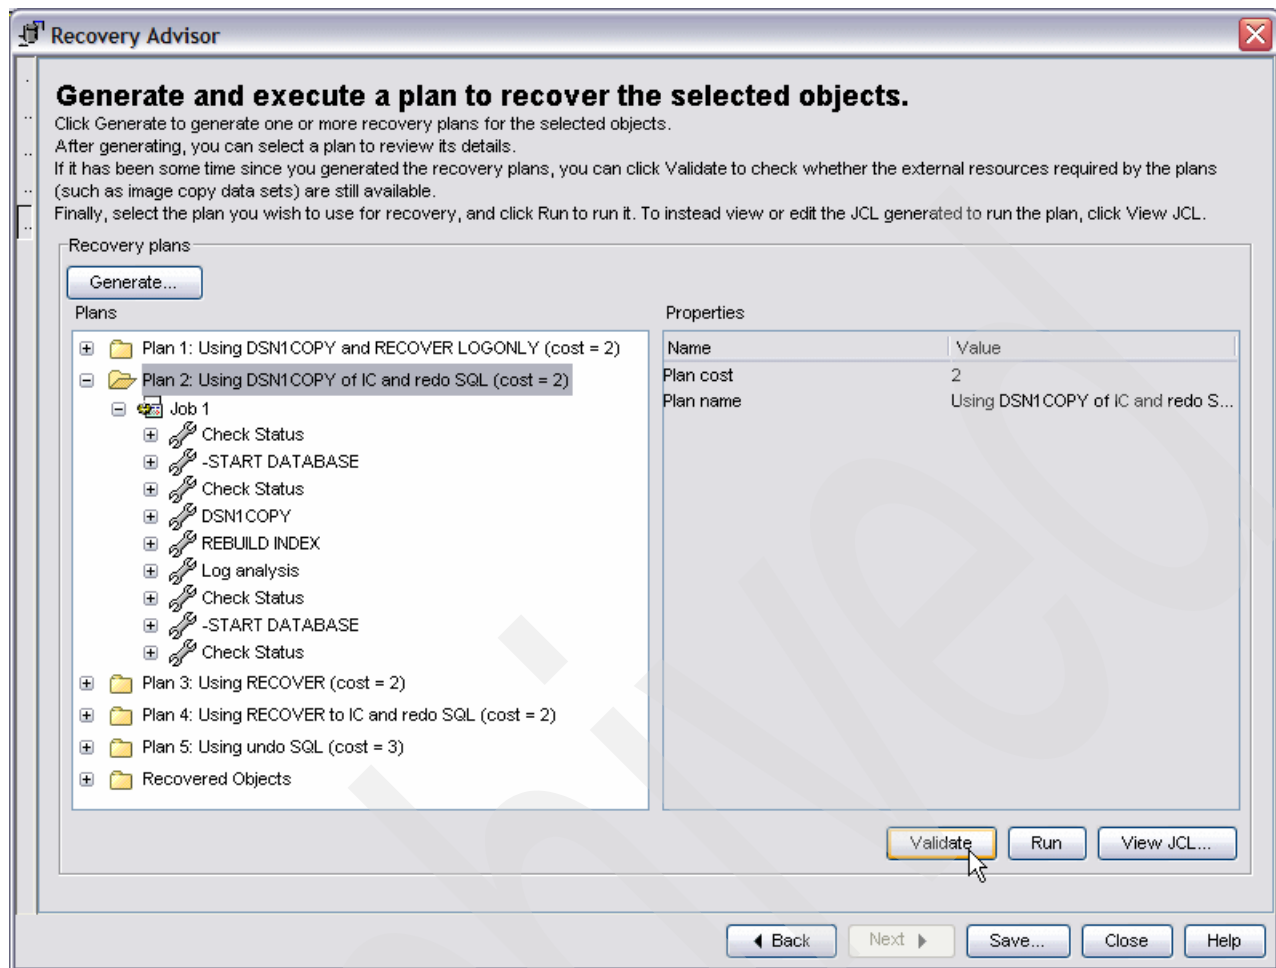 Recovery Advisor
Generate and execute a plan to recover the selected objects.
Click Generate to generate one or more recovery plans for the selected objects.
After generating, you can select a plan to review its details.
If it has been some time since you generated the recovery plans, you can click Validate to check whether the external resources required by the plans
(such as image copy data sets) are still available.
Finally, select the plan you wish to use for recovery, and click Run to run it. To instead view or edit the JCL generated to run the plan, click View JCL.
Recovery plans
Generate...
Plans
Plan 1: Using DSN1COPY and RECOVER LOGONLY (cost = 2)
Plan 2: Using DSN1COPY of IC and redo SQL (cost = 2)
Job 1
Check Status
-START DATABASE
Check Status
DSN1COPY
REBUILD INDEX
Log analysis
Check Status
-START DATABASE
Check Status
Plan 3: Using RECOVER (cost = 2)
Plan 4: Using RECOVER to IC and redo SQL (cost = 2)
Plan 5: Using undo SQL (cost = 3)
Recovered Objects
Properties
Name Value
Plan cost 2
Plan name Using DSN1COPY of IC and redo S...
Validate Run View JCL...
Back Next Save... Close Help